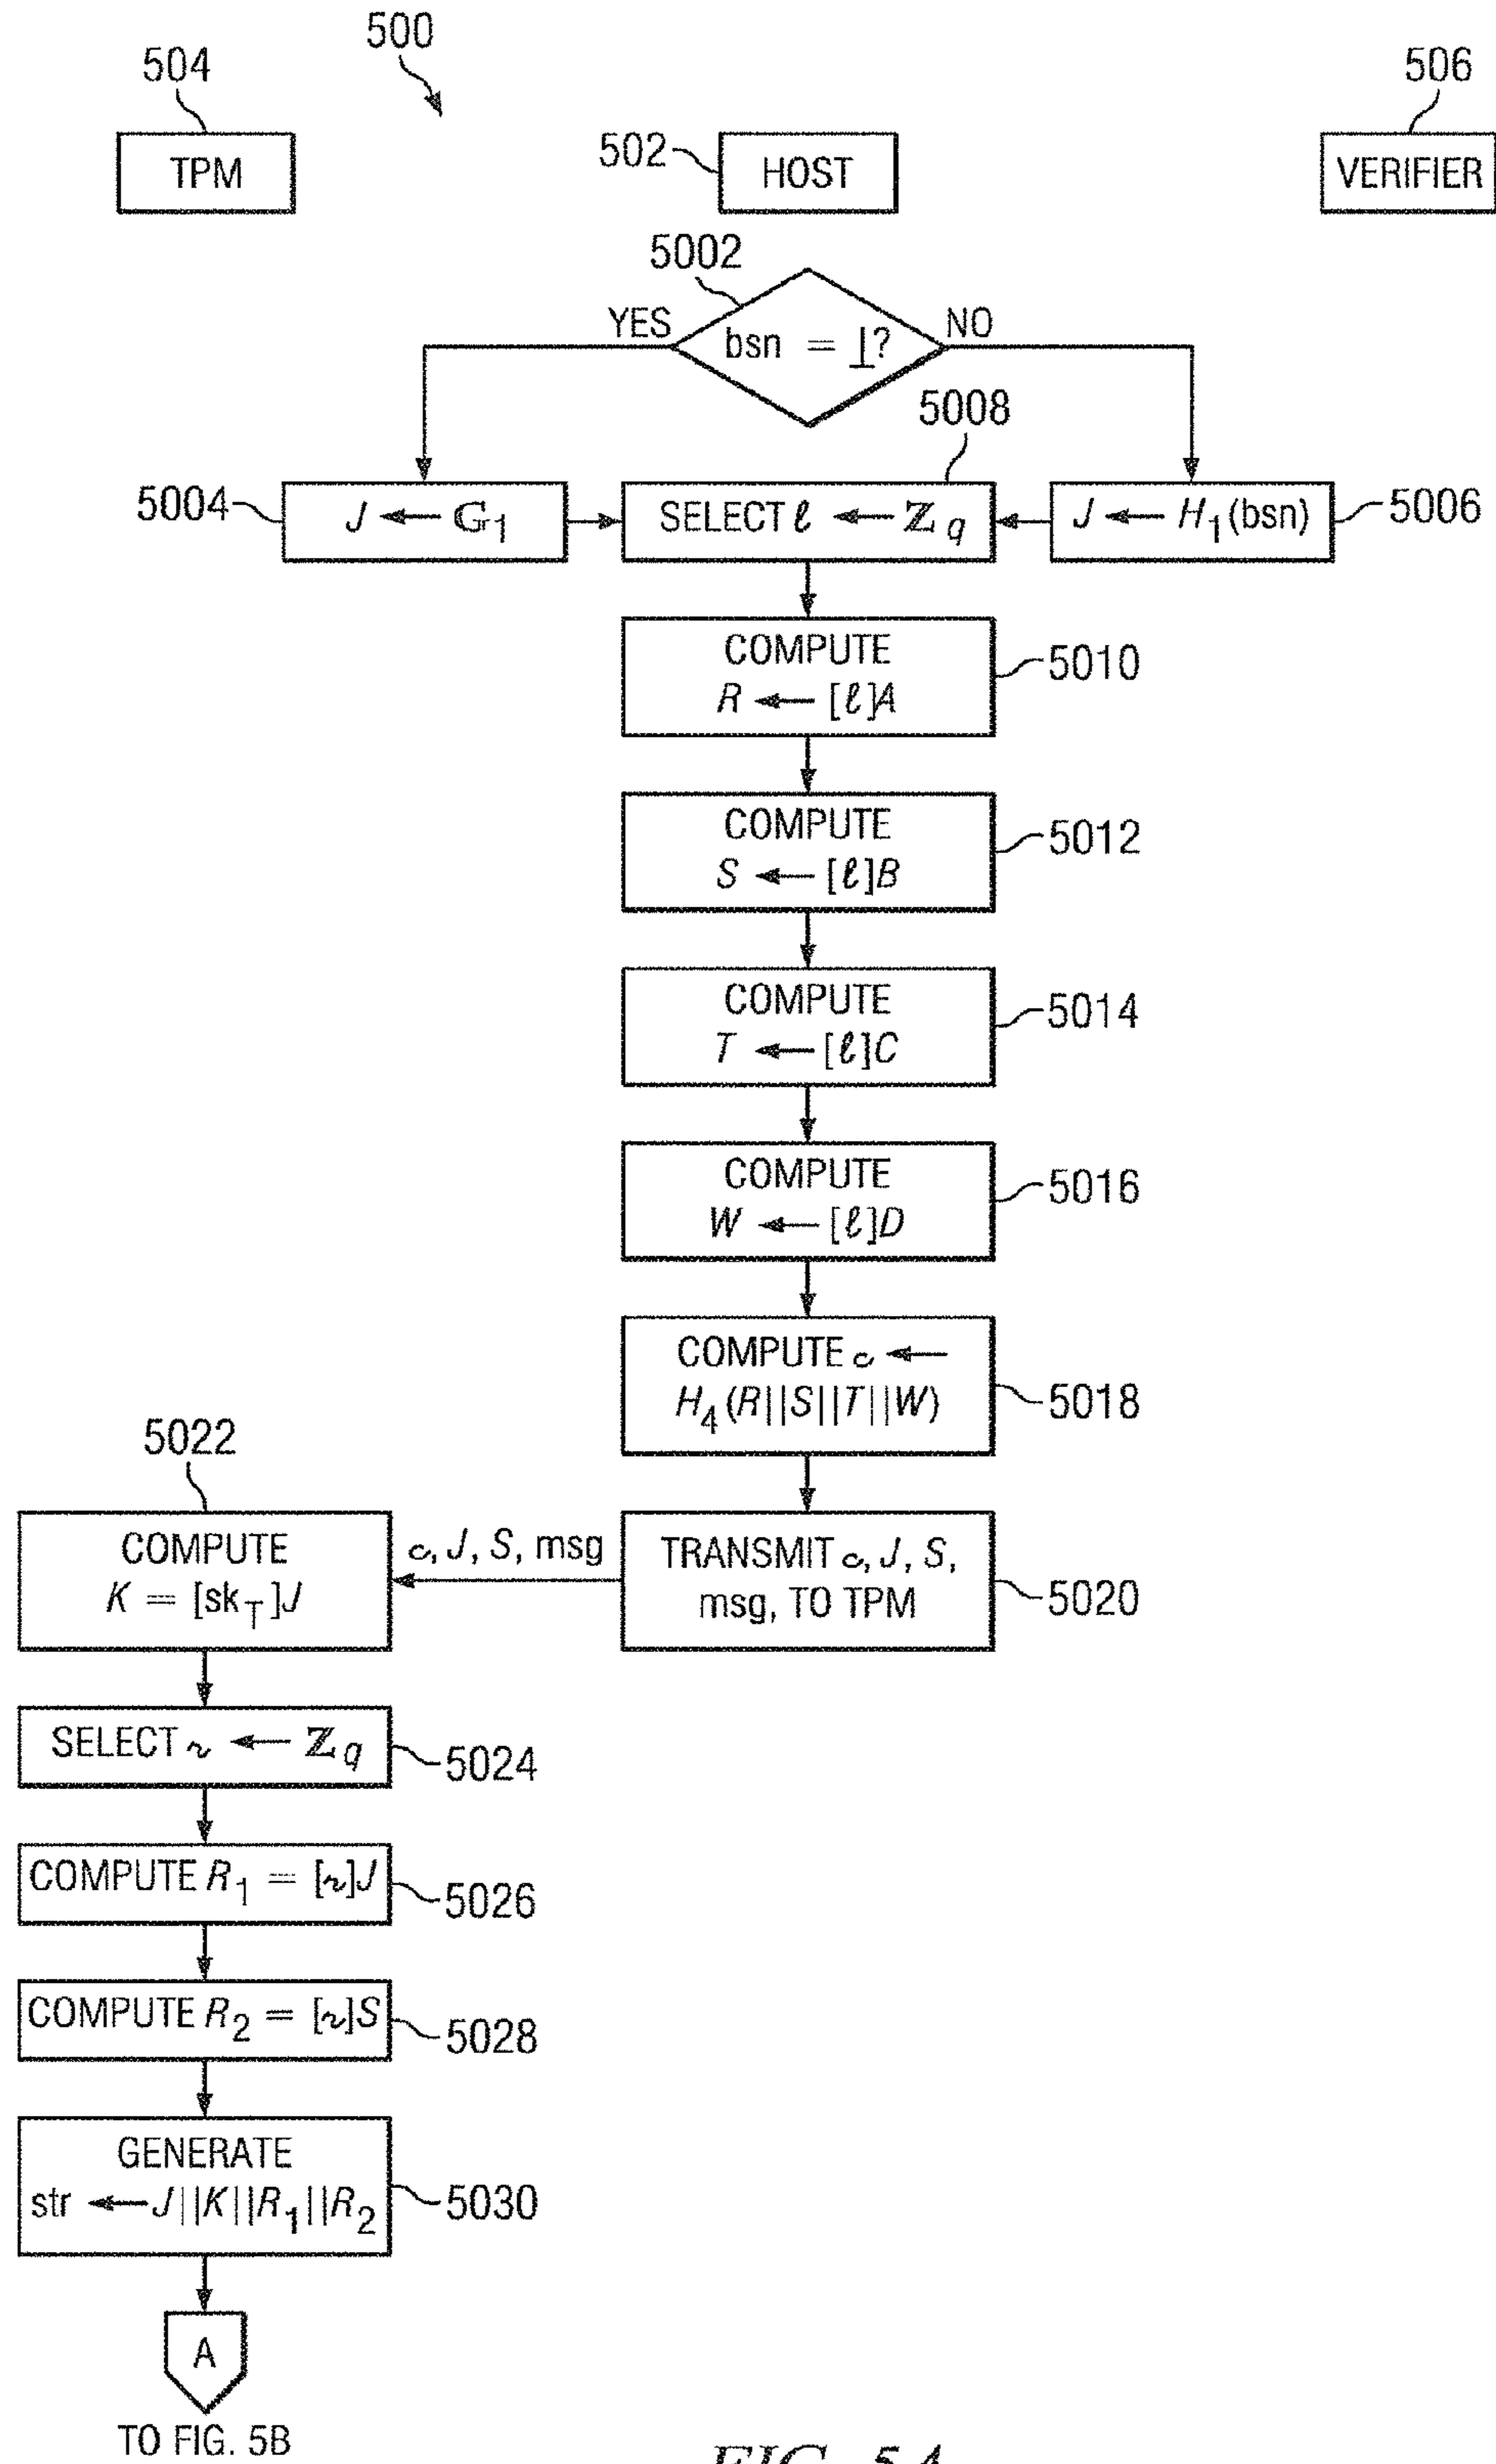 500
504
506
TPM
502
HOST
VERIFIER
5002
YES
bsn = ⊥?
NO
5008
5004
J ← 𝔾1
SELECT ℓ ← ℤq
J ← H1(bsn)
5006
COMPUTE
R ← [ℓ]A
5010
COMPUTE
S ← [ℓ]B
5012
COMPUTE
T ← [ℓ]C
5014
COMPUTE
W ← [ℓ]D
5016
COMPUTE c ←
H4(R||S||T||W)
5018
5022
COMPUTE
K = [skT]J
c, J, S, msg
TRANSMIT c, J, S,
msg, TO TPM
5020
SELECT r ← ℤq
5024
COMPUTE R1 = [r]J
5026
COMPUTE R2 = [r]S
5028
GENERATE
str ← J||K||R1||R2
5030
A
TO FIG. 5B
FIG. 5A